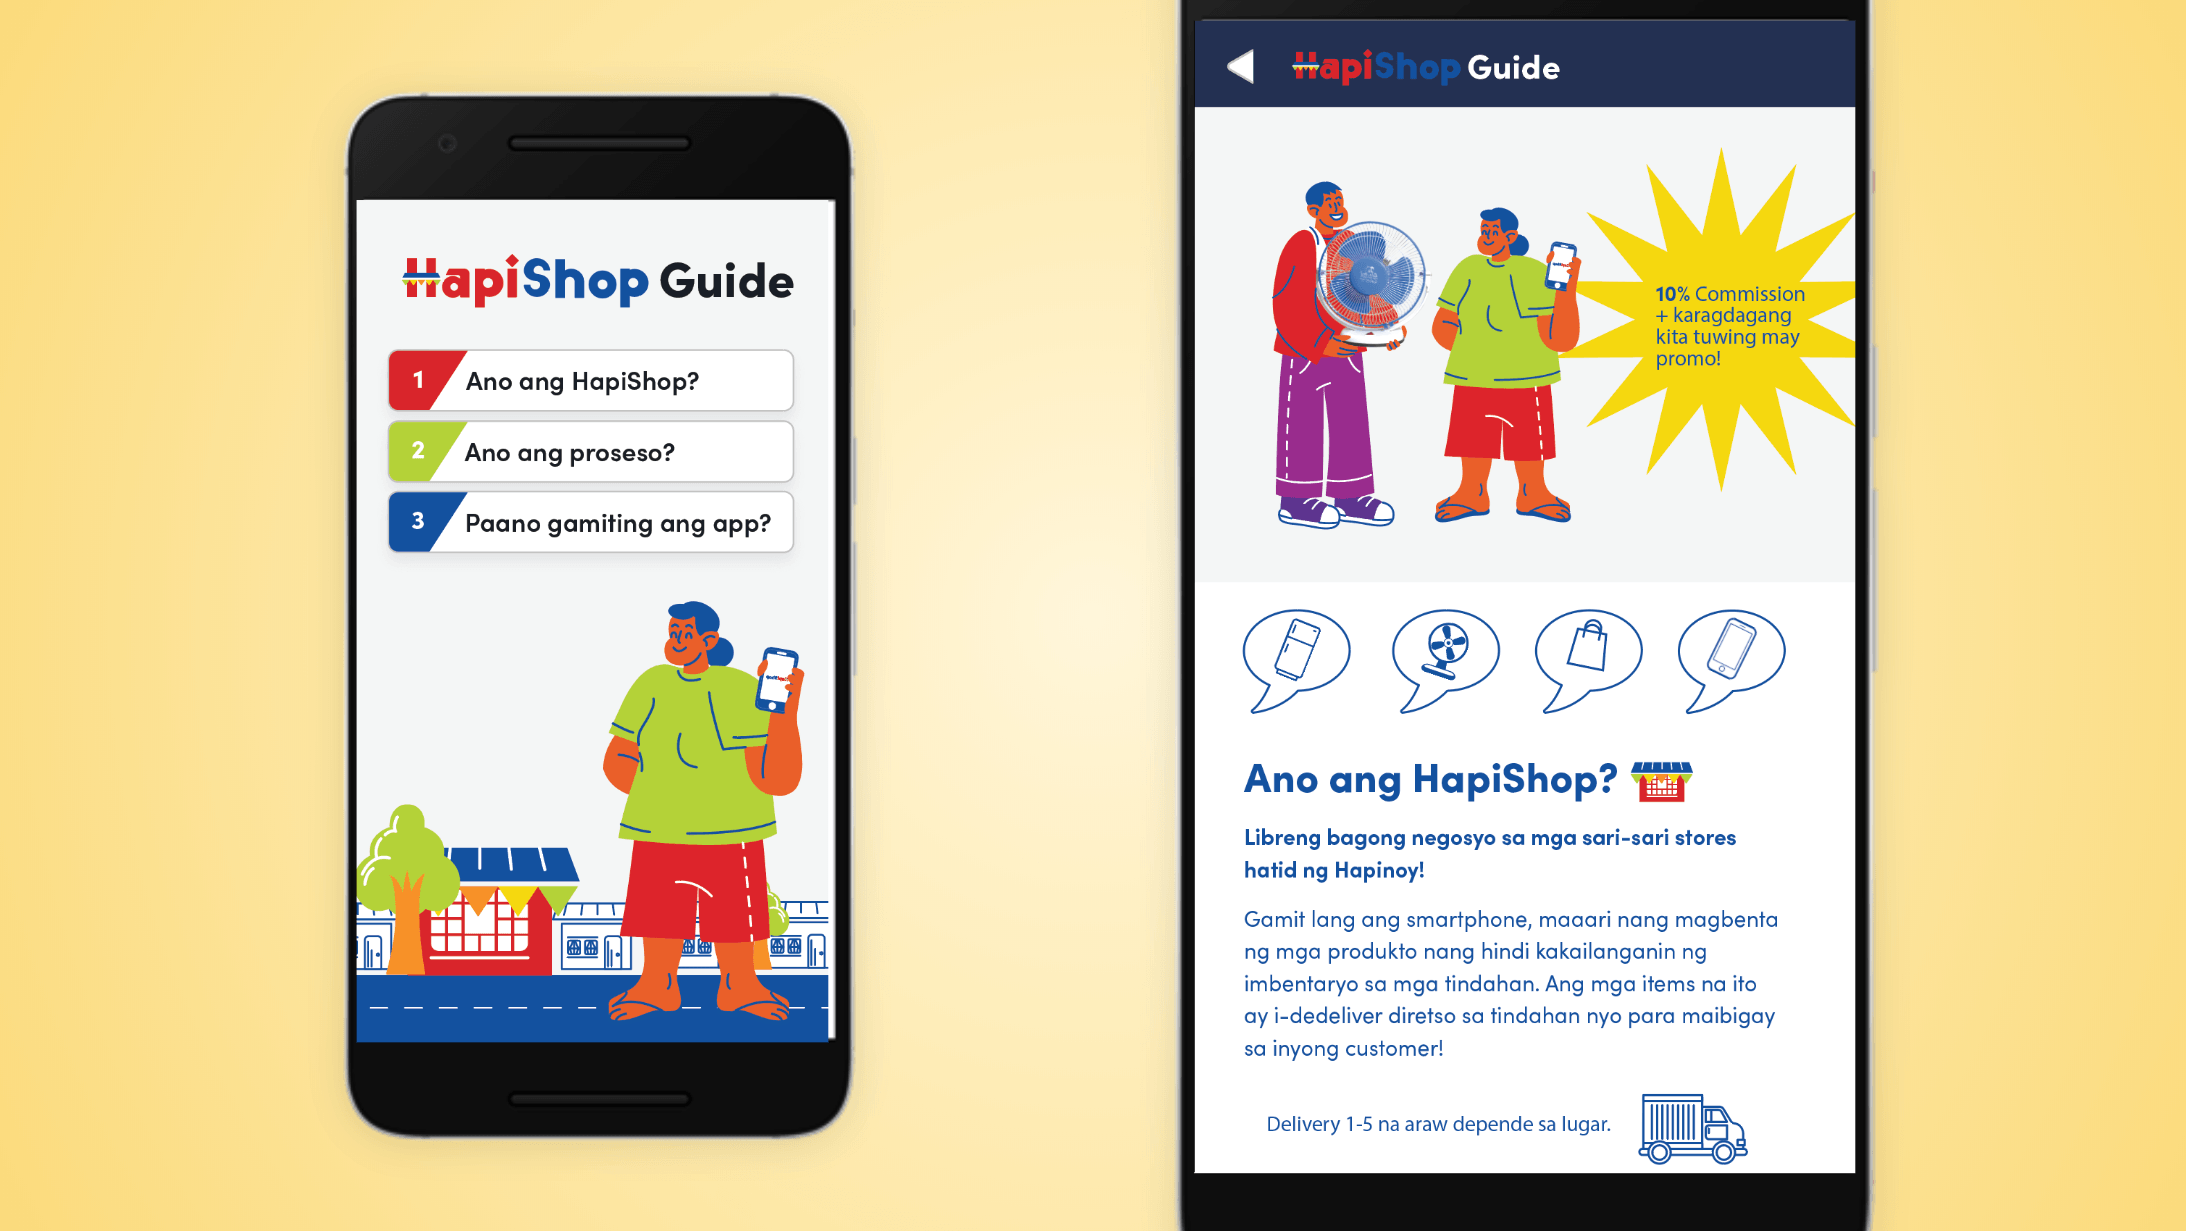 HapiShop Guide
1 Ano ang HapiShop?
2 Ano ang proseso?
3 Paano gamiting ang app?
HapiShop Guide
10% Commission
+ karagdagang
kita tuwing may
promo!
Ano ang HapiShop?
Libreng bagong negosyo sa mga sari-sari stores
hatid ng Hapinoy!
Gamit lang ang smartphone, maaari nang magbenta
ng mga produkto nang hindi kakailanganin ng
imbentaryo sa mga tindahan. Ang mga items na ito
ay i-dedeliver diretso sa tindahan nyo para maibigay
sa inyong customer!
Delivery 1-5 na araw depende sa lugar.